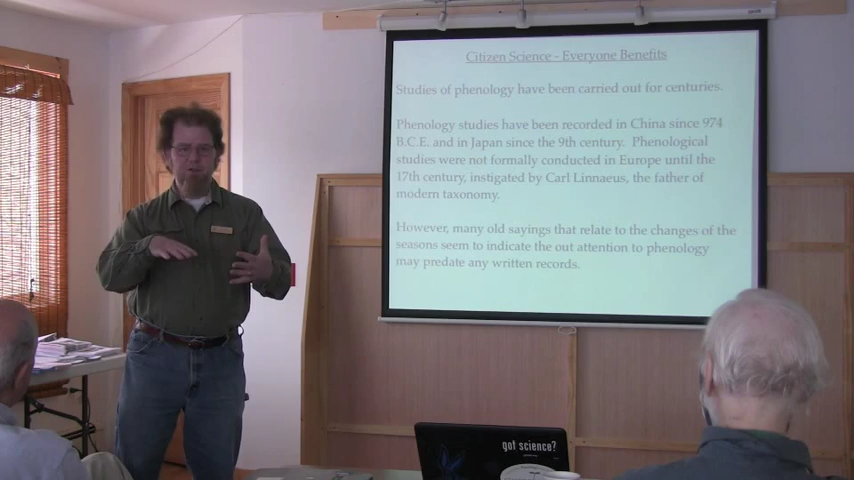 Citizen Science - Everyone Benefits
Studies of phenology have been carried out for centuries.
Phenology studies have been recorded in China since 974
B.C.E. and in Japan since the 9th century. Phenological
studies were not formally conducted in Europe until the
17th century, instigated by Carl Linnaeus, the father of
modern taxonomy.
However, many old sayings that relate to the changes of the
seasons seem to indicate the out attention to phenology
may predate any written records.
got science?